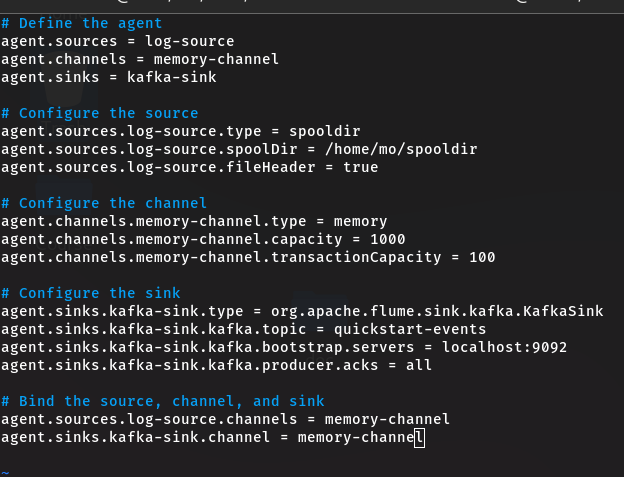 # Define the agent
agent.sources = log-source
agent.channels = memory-channel
agent.sinks = kafka-sink
# Configure the source
agent.sources.log-source.type = spooldir
agent.sources.log-source.spoolDir = /home/mo/spooldir
agent.sources.log-source.fileHeader = true
# Configure the channel
agent.channels.memory-channel.type = memory
agent.channels.memory-channel.capacity = 1000
agent.channels.memory-channel.transactionCapacity = 100
# Configure the sink
agent.sinks.kafka-sink.type = org.apache.flume.sink.kafka.KafkaSink
agent.sinks.kafka-sink.kafka.topic = quickstart-events
agent.sinks.kafka-sink.kafka.bootstrap.servers = localhost:9092
agent.sinks.kafka-sink.kafka.producer.acks = all
# Bind the source, channel, and sink
agent.sources.log-source.channels = memory-channel
agent.sinks.kafka-sink.channel = memory-channel
~